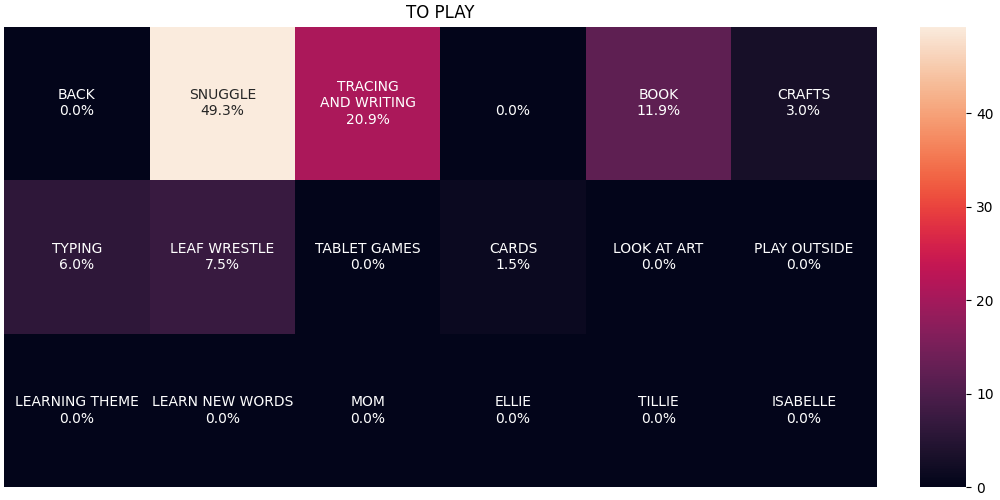 TO PLAY
BACK
0.0%
SNUGGLE
49.3%
TRACING
AND WRITING
20.9%
0.0%
BOOK
11.9%
CRAFTS
3.0%
TYPING
6.0%
LEAF WRESTLE
7.5%
TABLET GAMES
0.0%
CARDS
1.5%
LOOK AT ART
0.0%
PLAY OUTSIDE
0.0%
LEARNING THEME
0.0%
LEARN NEW WORDS
0.0%
MOM
0.0%
ELLIE
0.0%
TILLIE
0.0%
ISABELLE
0.0%
40
30
20
10
0